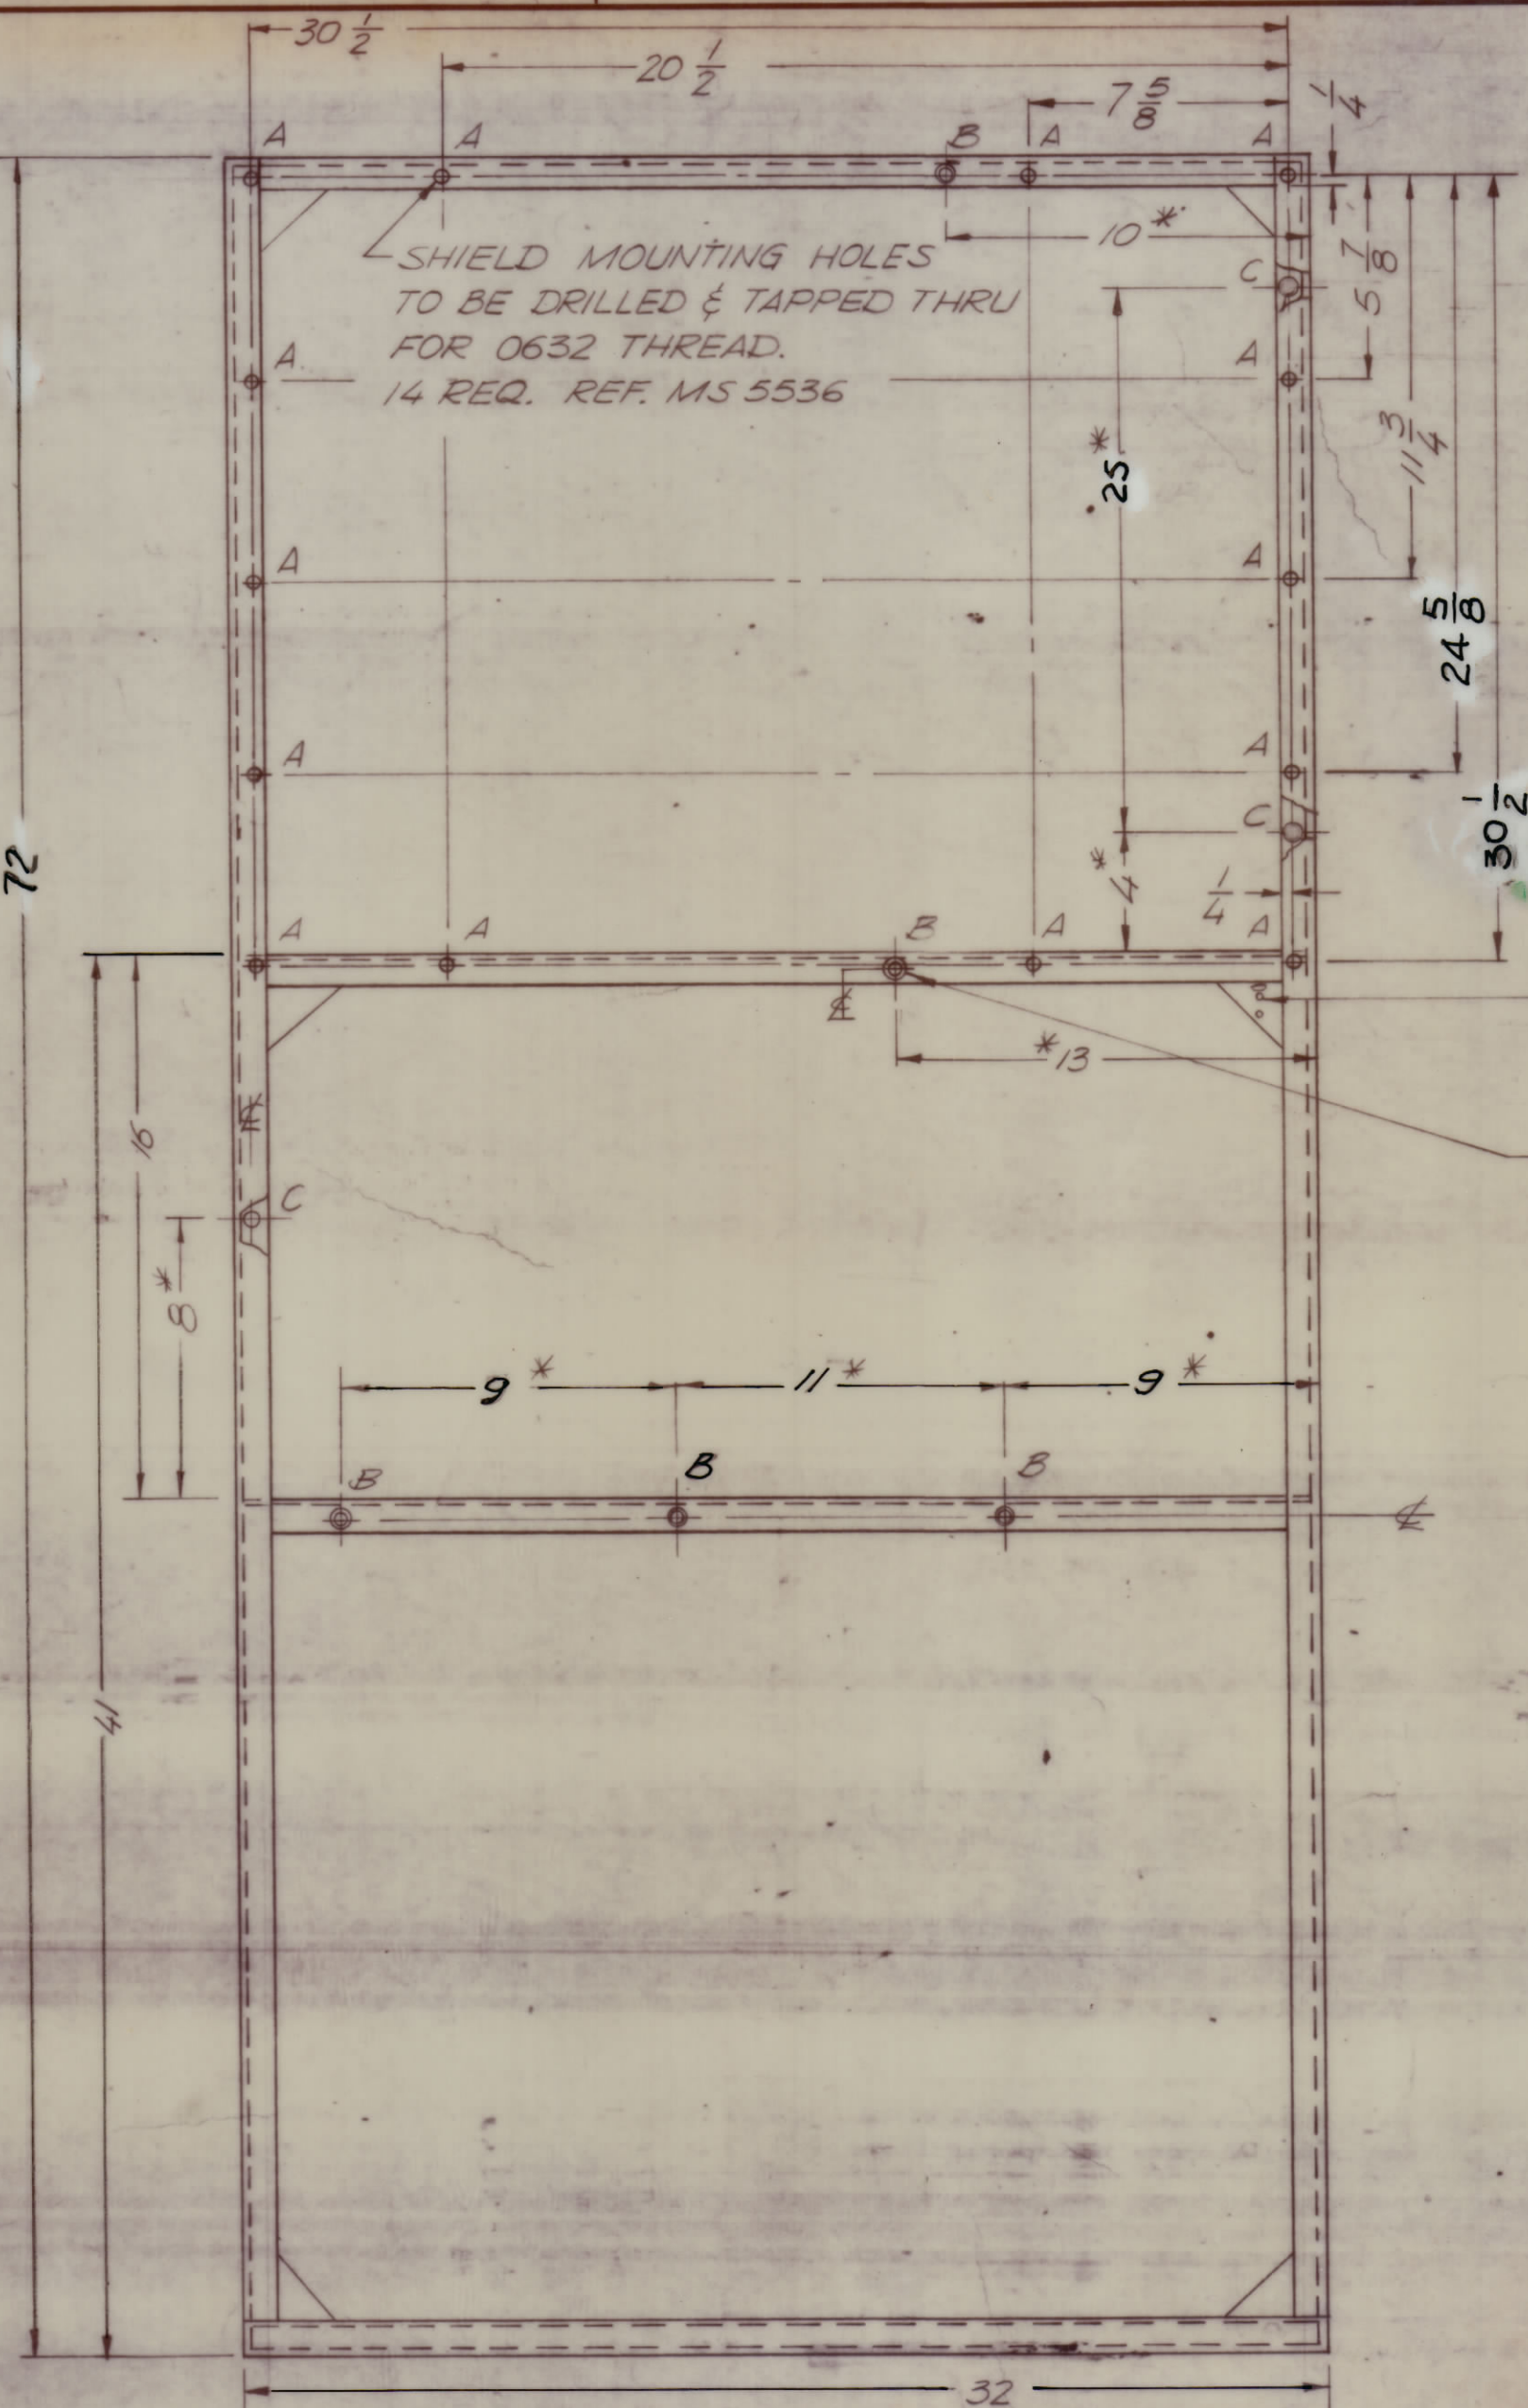 30 1/2
20 1/2
7 5/8
1/4
A A B A A
10*
SHIELD MOUNTING HOLES
TO BE DRILLED & TAPPED THRU
FOR 0632 THREAD.
14 REQ. REF. MS 5536
C
5 7/8
A A
25*
11 3/4
A A
24 5/8
A A
72
30 1/2
C
4*
1/4
A A B A A
℄
*13
16
℄
C
8*
9* 11* 9*
B B B
℄
41
32